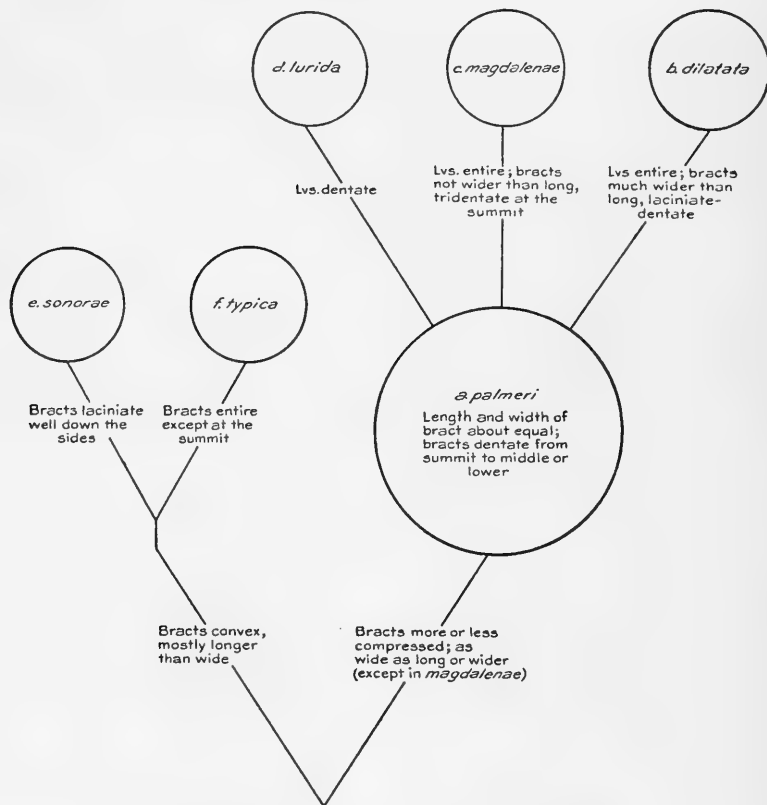 d. lurida
c. magdalenae
b. dilatata
Lvs. dentate
Lvs. entire; bracts
not wider than long,
tridentate at the
summit
Lvs entire; bracts
much wider than
long, laciniate-
dentate
e. sonorae
f. typica
Bracts laciniate
well down the
sides
Bracts entire
except at the
summit
a. palmeri
Length and width of
bract about equal;
bracts dentate from
summit to middle or
lower
Bracts convex,
mostly longer
than wide
Bracts more or less
compressed; as
wide as long or wider
(except in magdalenae)